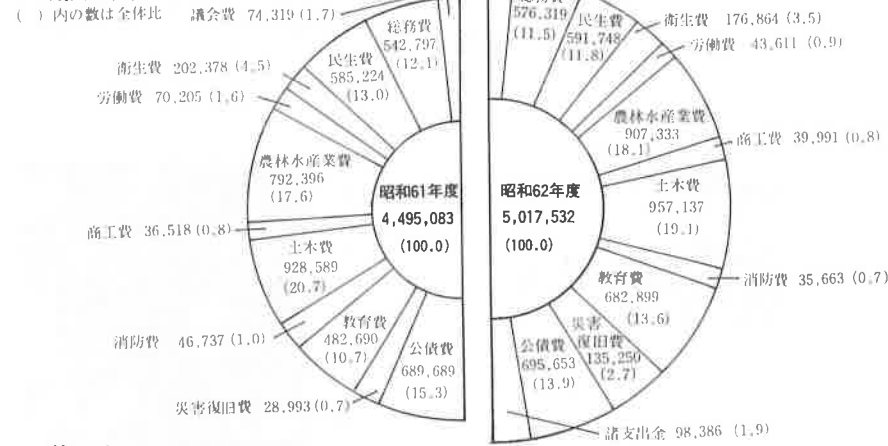 ( ) 内の数は全体比
議会費 74,319 (1.7)
総務費
542,797
(12.1)
民生費
585,224
(13.0)
衛生費 202,378 (4.5)
労働費 70,205 (1.6)
農林水産業費
792,396
(17.6)
商工費 36,518 (0.8)
土木費
928,589
(20.7)
消防費 46,737 (1.0)
教育費
482,690
(10.7)
災害復旧費 28,993 (0.7)
公債費
689,689
(15.3)
昭和61年度
4,495,083
(100.0)
昭和62年度
5,017,532
(100.0)
576,319
(11.5)
民生費
591,748
(11.8)
衛生費 176,864 (3.5)
労働費 43,611 (0.9)
農林水産業費
907,333
(18.1)
商工費 39,991 (0.8)
土木費
957,137
(19.1)
消防費 35,663 (0.7)
教育費
682,899
(13.6)
災害
復旧費
135,250
(2.7)
公債費
695,653
(13.9)
諸支出金 98,386 (1.9)